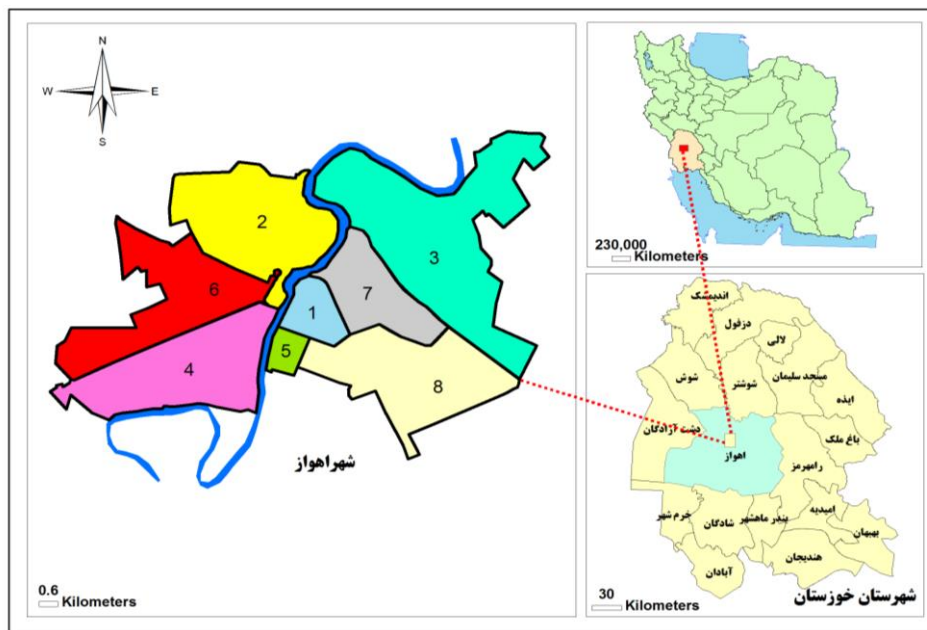 N
W E
S
2
3
6
7
1
5
4
8
شهراهواز
0.6
Kilometers
230,000
Kilometers
اندیمشک
دزفول
لالی
شوش
شوشتر
مسجد سلیمان
ایذه
دشت آزادگان
باغ ملک
اهواز
رامهرمز
خرم شهر
شادگان
بندر ماهشهر
امیدیه
بهبهان
هندیجان
آبادان
شهرستان خوزستان
30
Kilometers